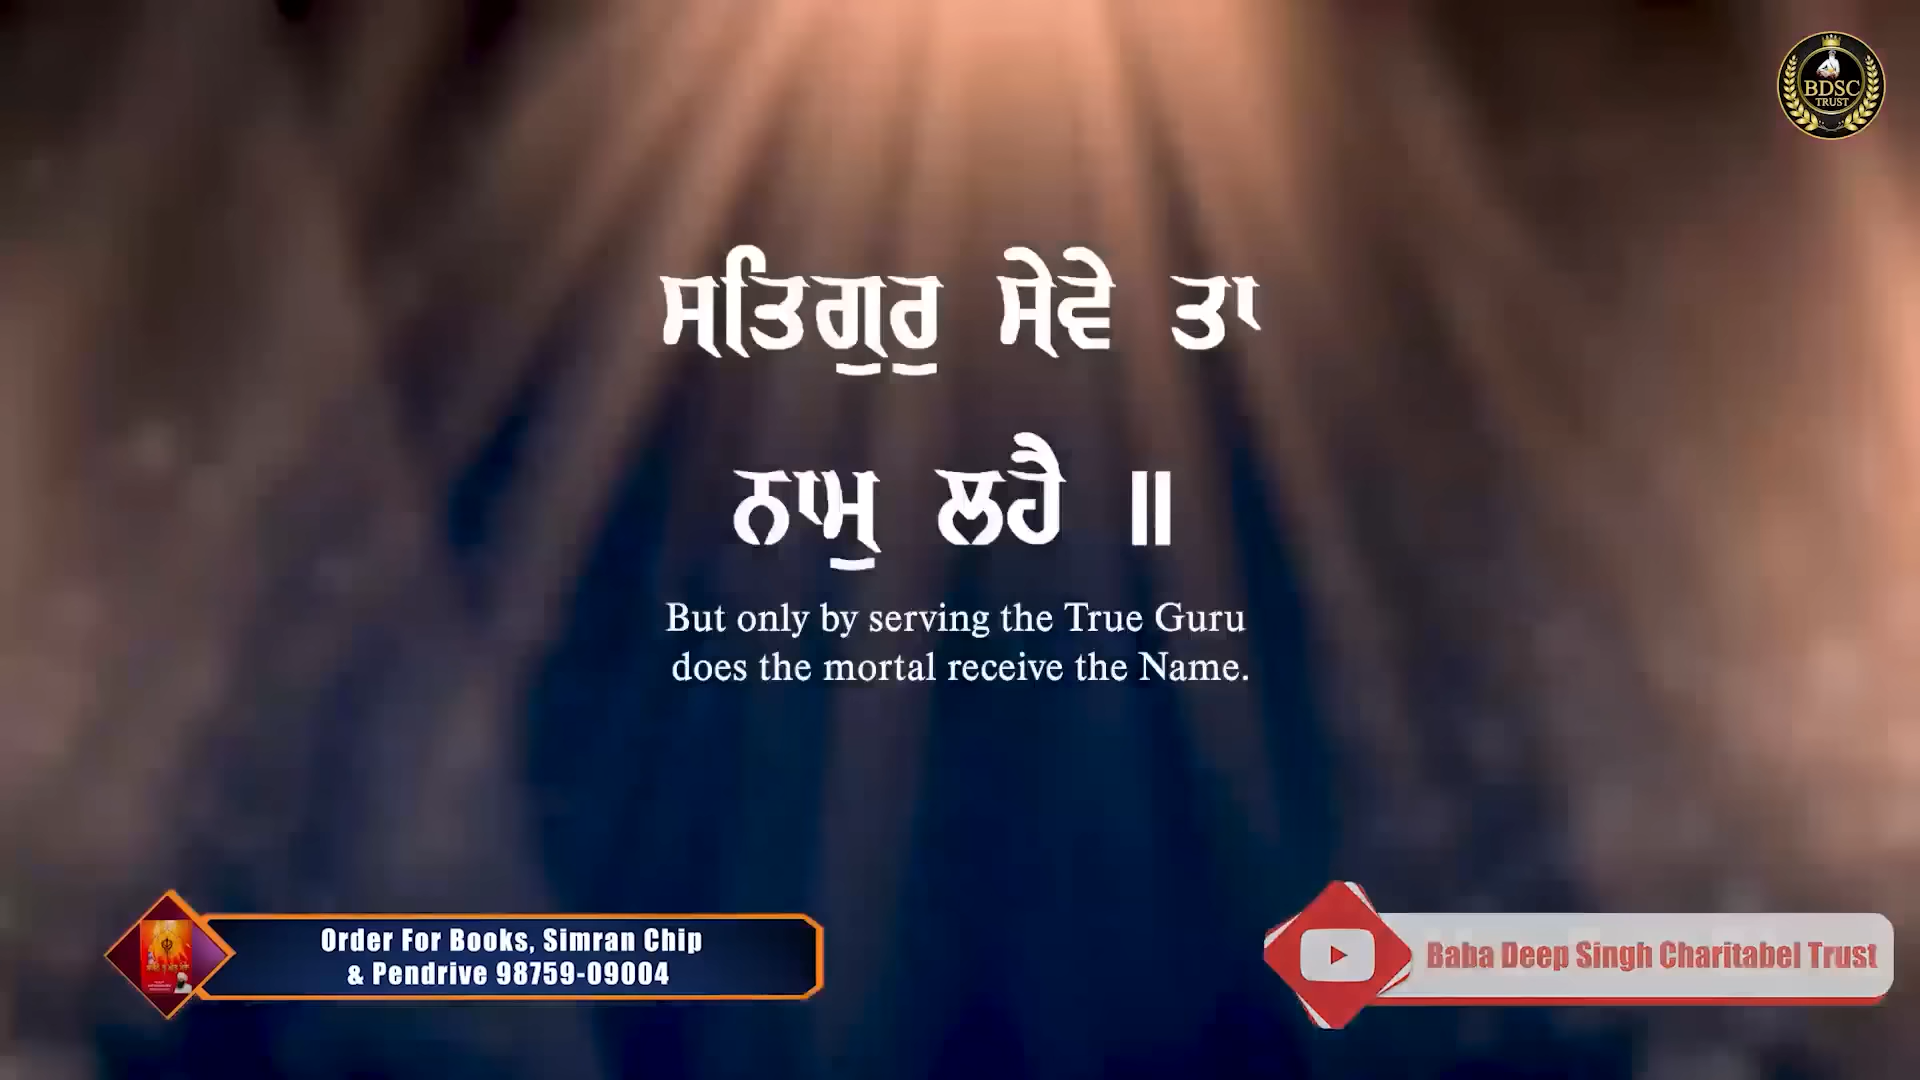 BDSC
TRUST
ਸਤਿਗੁਰੁ ਸੇਵੇ ਤਾ
ਨਾਮੁ ਲਹੈ ॥
But only by serving the True Guru
does the mortal receive the Name.
Order For Books, Simran Chip
& Pendrive 98759-09004
Baba Deep Singh Charitabel Trust